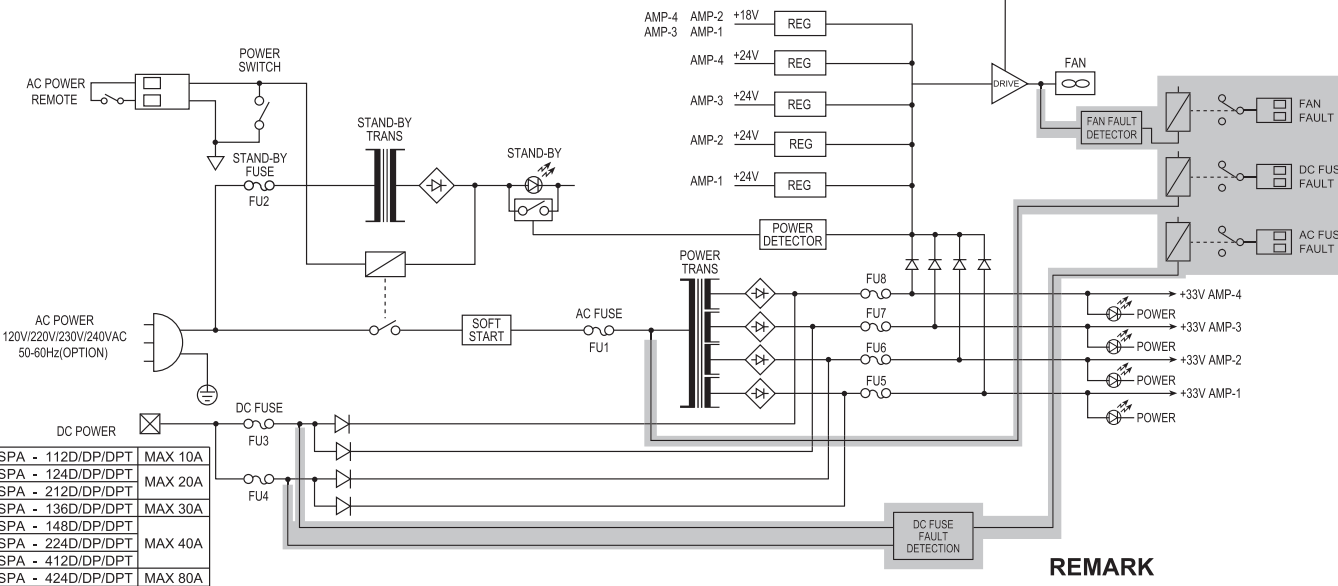 AMP-4 AMP-2 +18V
AMP-3 AMP-1
REG
AMP-4 +24V
REG
AMP-3 +24V
REG
AMP-2 +24V
REG
AMP-1 +24V
REG
DRIVE
FAN
FAN FAULT
DETECTOR
FAN
FAULT
DC FUS
FAULT
AC FUS
FAULT
POWER
SWITCH
AC POWER
REMOTE
STAND-BY
TRANS
STAND-BY
STAND-BY
FUSE
FU2
POWER
DETECTOR
POWER
TRANS
AC POWER
120V/220V/230V/240VAC
50-60Hz(OPTION)
SOFT
START
AC FUSE
FU1
FU8
+33V AMP-4
POWER
FU7
+33V AMP-3
POWER
FU6
+33V AMP-2
POWER
FU5
+33V AMP-1
POWER
DC POWER
DC FUSE
FU3
FU4
SPA - 112D/DP/DPT MAX 10A
SPA - 124D/DP/DPT MAX 20A
SPA - 212D/DP/DPT
SPA - 136D/DP/DPT MAX 30A
SPA - 148D/DP/DPT
SPA - 224D/DP/DPT MAX 40A
SPA - 412D/DP/DPT
SPA - 424D/DP/DPT MAX 80A
DC FUSE
FAULT
DETECTION
REMARK